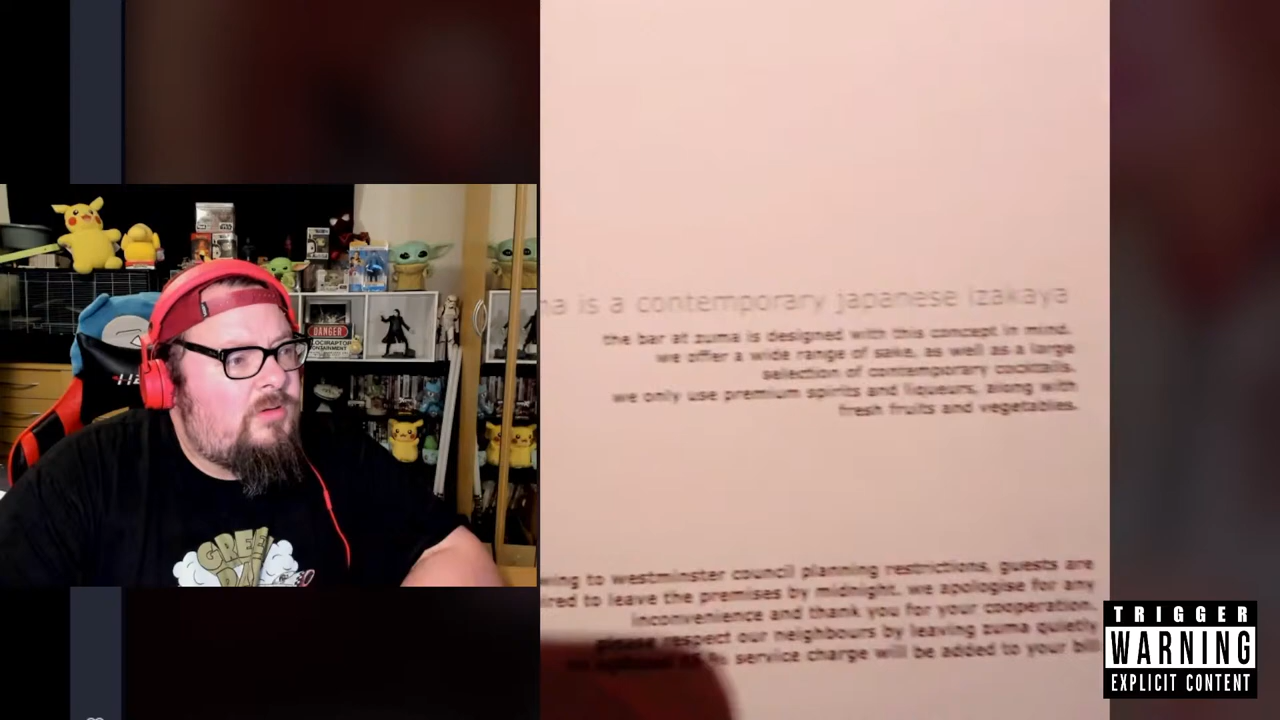 DANGER
GREEN
ma is a contemporary japanese izakaya
the bar at zuma is designed with this concept in mind.
we offer a wide range of sake, as well as a large
selection of contemporary cocktails.
we only use premium spirits and liqueurs, along with
fresh fruits and vegetables.
wing to westminster council planning restrictions, guests are
ired to leave the premises by midnight. we apologise for any
inconvenience and thank you for your cooperation.
please respect our neighbours by leaving zuma quietly
service charge will be added to your bill
TRIGGER
WARNING
EXPLICIT CONTENT